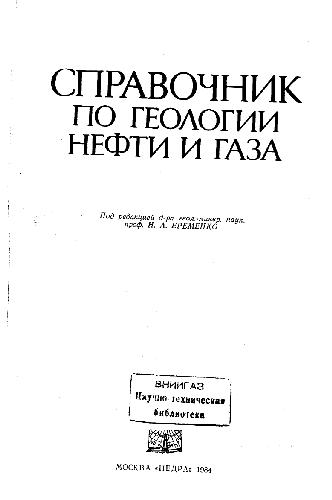 СПРАВОЧНИК
ПО ГЕОЛОГИИ
НЕФТИ И ГАЗА
Под редакцией д-ра геол.-минер. наук,
проф. Н. А. ЕРЕМЕНКО
ВНИИГАЗ
Научно-техническая
библиотека
МОСКВА «НЕДРА» 1984